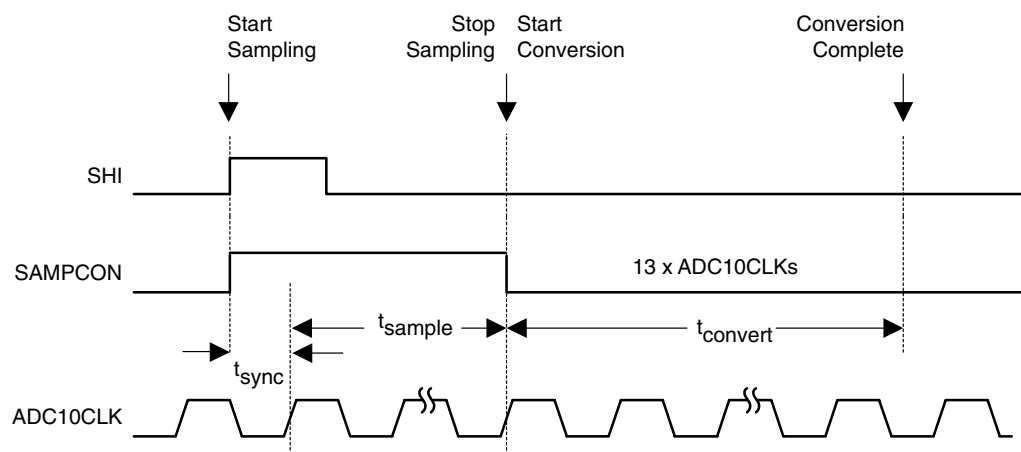 Start
Sampling
Stop
Sampling
Start
Conversion
Conversion
Complete
SHI
SAMPCON
13 x ADC10CLKs
tsample
tconvert
tsync
ADC10CLK